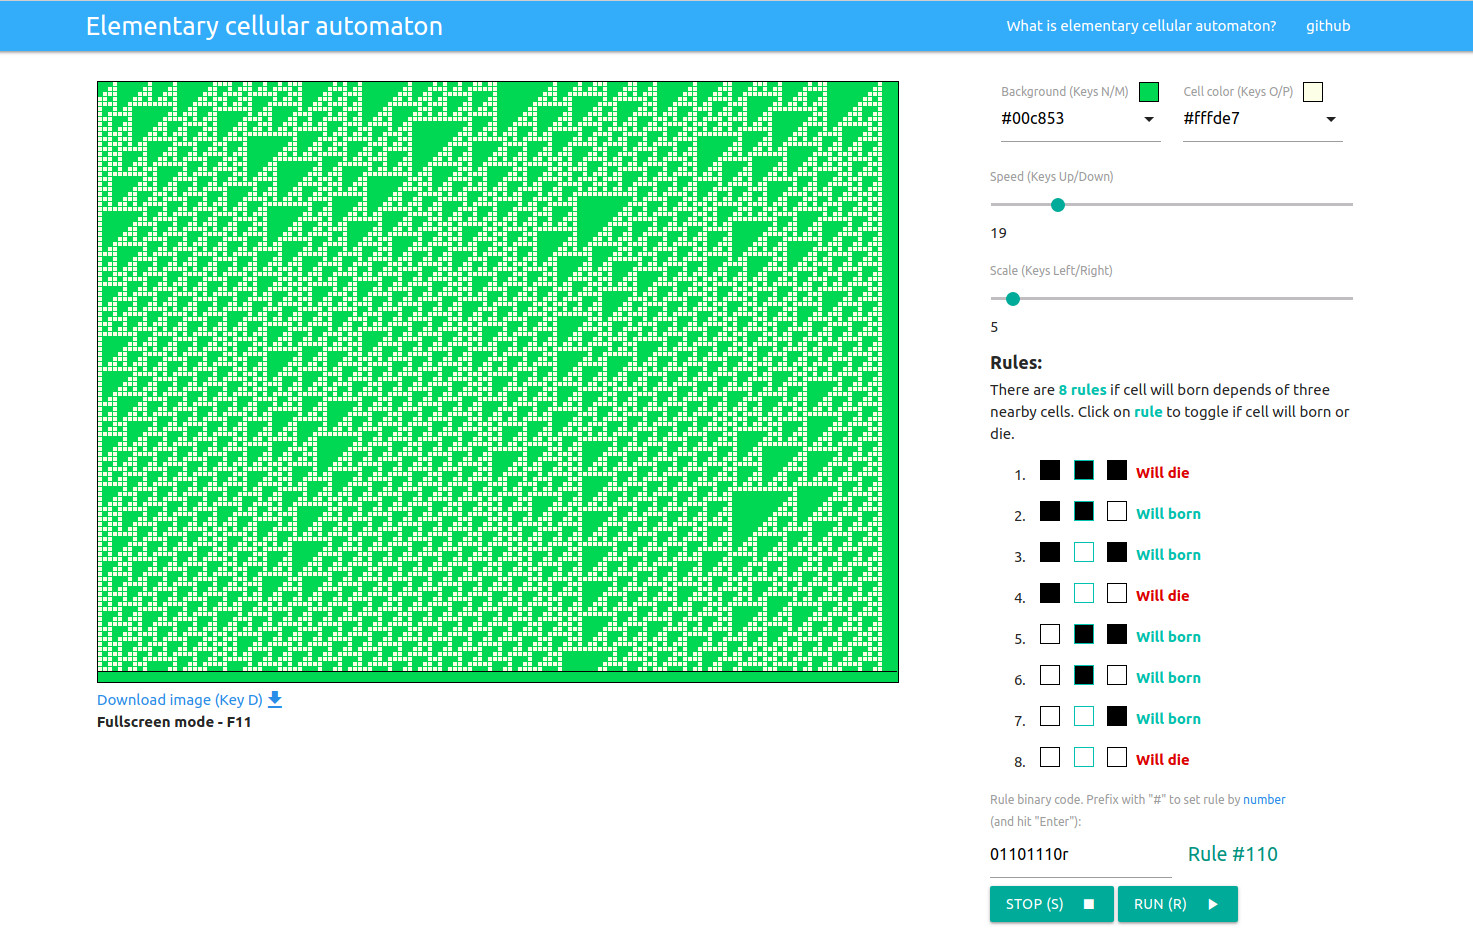 Elementary cellular automaton
What is elementary cellular automaton?
github
Background (Keys N/M)
Cell color (Keys O/P)
#00c853
#fffde7
Speed (Keys Up/Down)
19
Scale (Keys Left/Right)
5
Rules:
There are 8 rules if cell will born depends of three
nearby cells. Click on rule to toggle if cell will born or
die.
1. Will die
2. Will born
3. Will born
4. Will die
5. Will born
6. Will born
7. Will born
8. Will die
Rule binary code. Prefix with "#" to set rule by number
(and hit "Enter"):
01101110r
Rule #110
STOP (S)
RUN (R)
Download image (Key D)
Fullscreen mode - F11